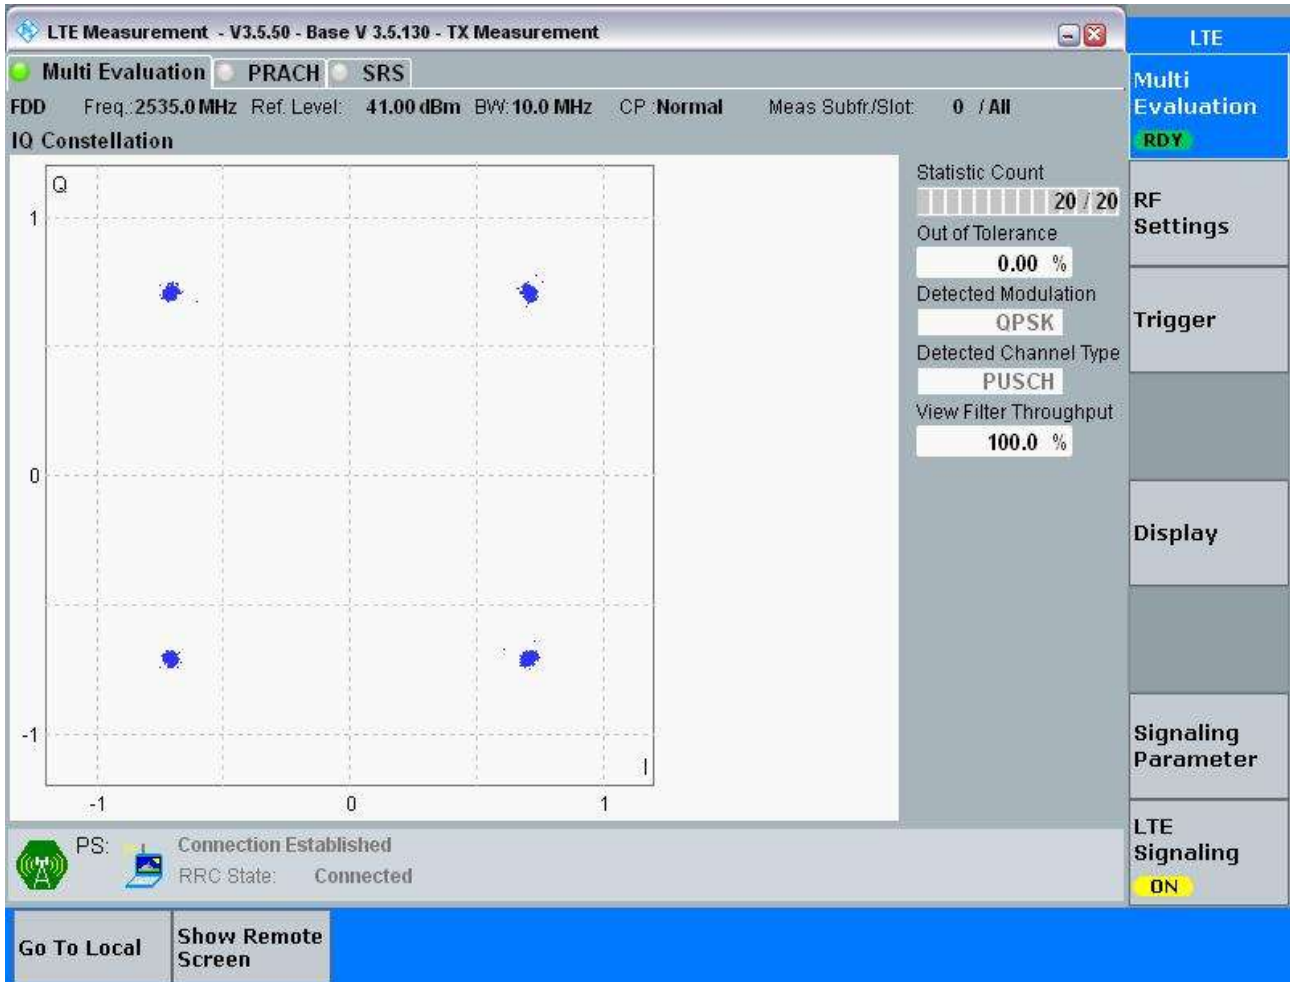 LTE Measurement - V3.5.50 - Base V 3.5.130 - TX Measurement
Multi Evaluation PRACH SRS
FDD Freq.:2535.0 MHz Ref. Level: 41.00 dBm BW:10.0 MHz CP :Normal Meas Subfr./Slot: 0 / All
IQ Constellation
Q
1
0
-1
I
-1 0 1
Statistic Count
20 / 20
Out of Tolerance
0.00 %
Detected Modulation
QPSK
Detected Channel Type
PUSCH
View Filter Throughput
100.0 %
PS: Connection Established
RRC State: Connected
LTE
Multi
Evaluation
RDY
RF
Settings
Trigger
Display
Signaling
Parameter
LTE
Signaling
ON
Go To Local
Show Remote
Screen